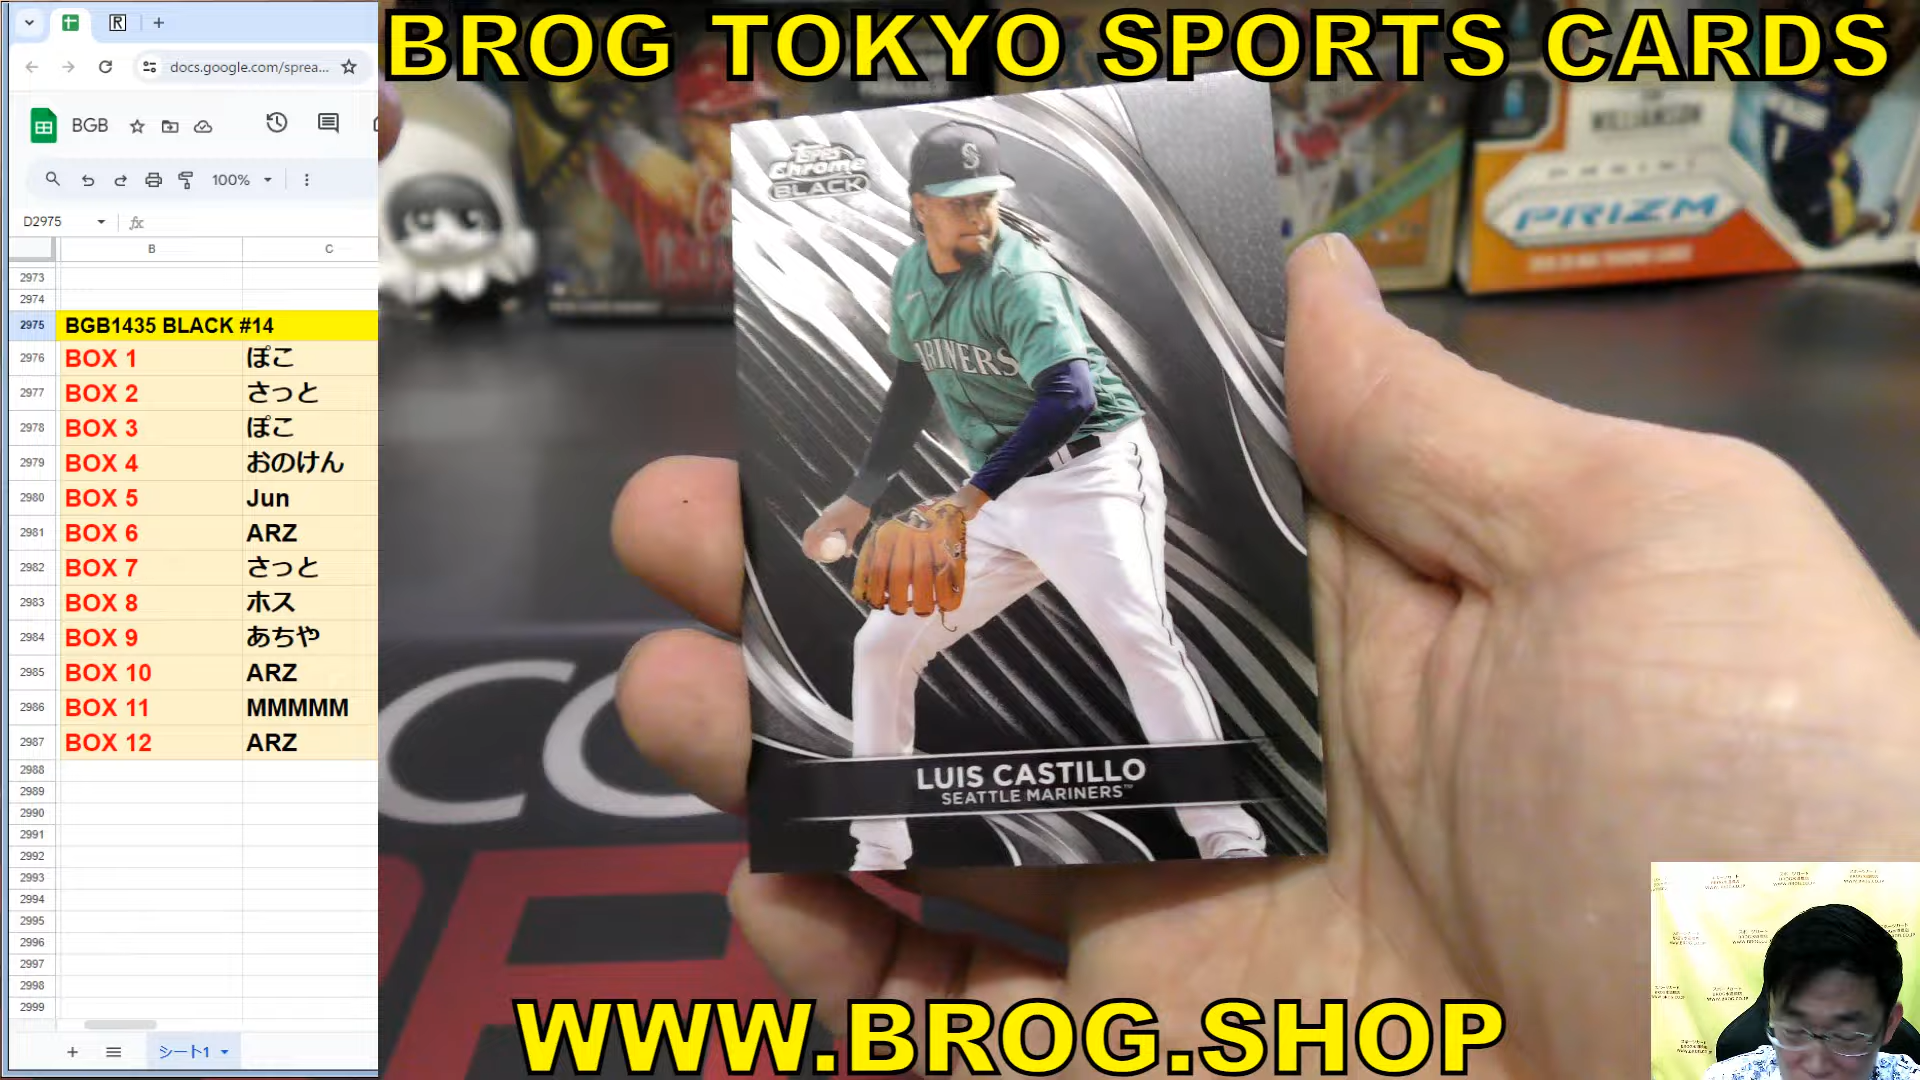 BROG TOKYO SPORTS CARDS
docs.google.com/sprea...
BGB
100%
D2975
fx
B C
2973
2974
2975 BGB1435 BLACK #14
2976 BOX 1 ぽこ
2977 BOX 2 さっと
2978 BOX 3 ぽこ
2979 BOX 4 おのけん
2980 BOX 5 Jun
2981 BOX 6 ARZ
2982 BOX 7 さっと
2983 BOX 8 ホス
2984 BOX 9 あちや
2985 BOX 10 ARZ
2986 BOX 11 MMMMM
2987 BOX 12 ARZ
2988
2989
2990
2991
2992
2993
2994
2995
2996
2997
2998
2999
シート1
Topps
Chrome
BLACK
S
MARINERS
LUIS CASTILLO
SEATTLE MARINERS™
WILLIAMSON
PANINI
PRIZM
WWW.BROG.SHOP